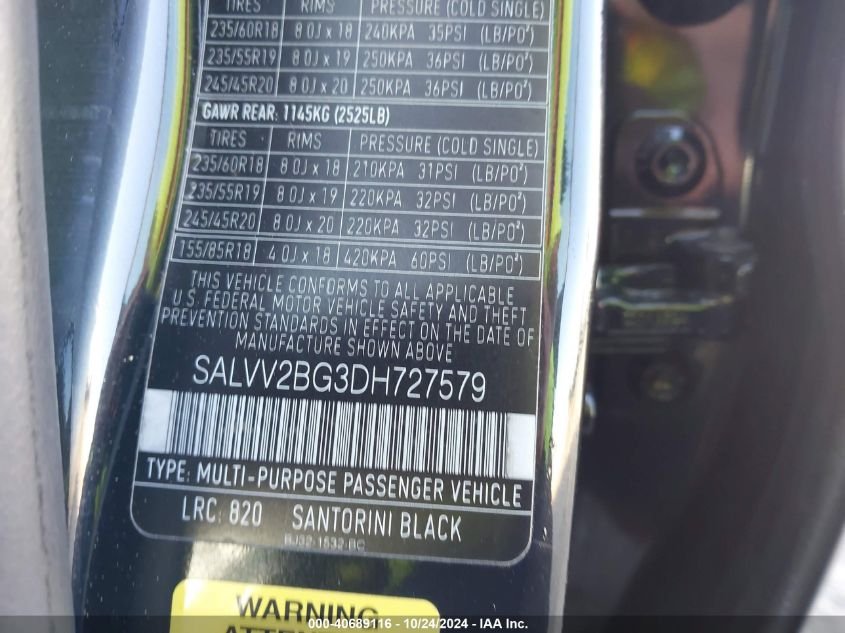 TIRES RIMS PRESSURE (COLD SINGLE)
235/60R18 8.0J x 18 240KPA 35PSI (LB/PO²)
235/55R19 8.0J x 19 250KPA 36PSI (LB/PO²)
245/45R20 8.0J x 20 250KPA 36PSI (LB/PO²)
GAWR REAR: 1145KG (2525LB)
TIRES RIMS PRESSURE (COLD SINGLE)
235/60R18 8.0J x 18 210KPA 31PSI (LB/PO²)
235/55R19 8.0J x 19 220KPA 32PSI (LB/PO²)
245/45R20 8.0J x 20 220KPA 32PSI (LB/PO²)
155/85R18 4.0J x 18 420KPA 60PSI (LB/PO²)
THIS VEHICLE CONFORMS TO ALL APPLICABLE
U.S. FEDERAL MOTOR VEHICLE SAFETY AND THEFT
PREVENTION STANDARDS IN EFFECT ON THE DATE OF
MANUFACTURE SHOWN ABOVE
SALVV2BG3DH727579
TYPE: MULTI-PURPOSE PASSENGER VEHICLE
LRC: 820 SANTORINI BLACK
BJ32-1532-BC
WARNING
000-40689116 - 10/24/2024 - IAA Inc.